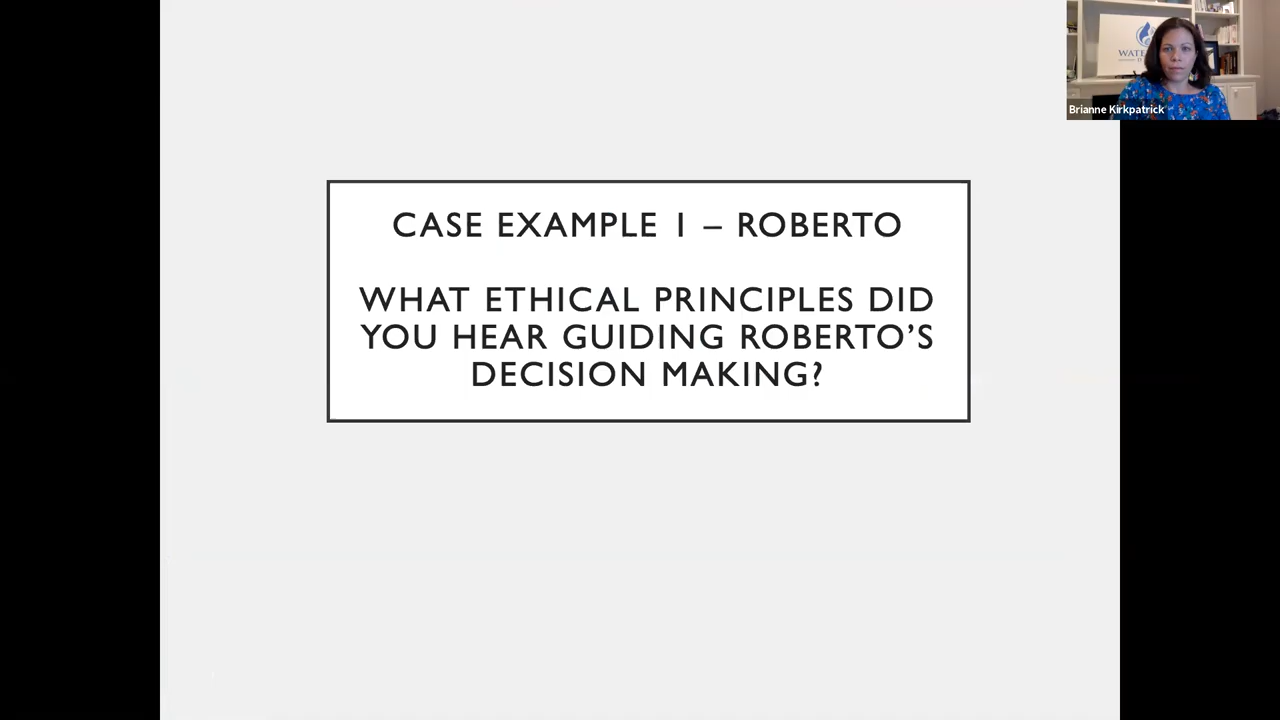 CASE EXAMPLE 1 – ROBERTO
WHAT ETHICAL PRINCIPLES DID
YOU HEAR GUIDING ROBERTO'S
DECISION MAKING?
Brianne Kirkpatrick